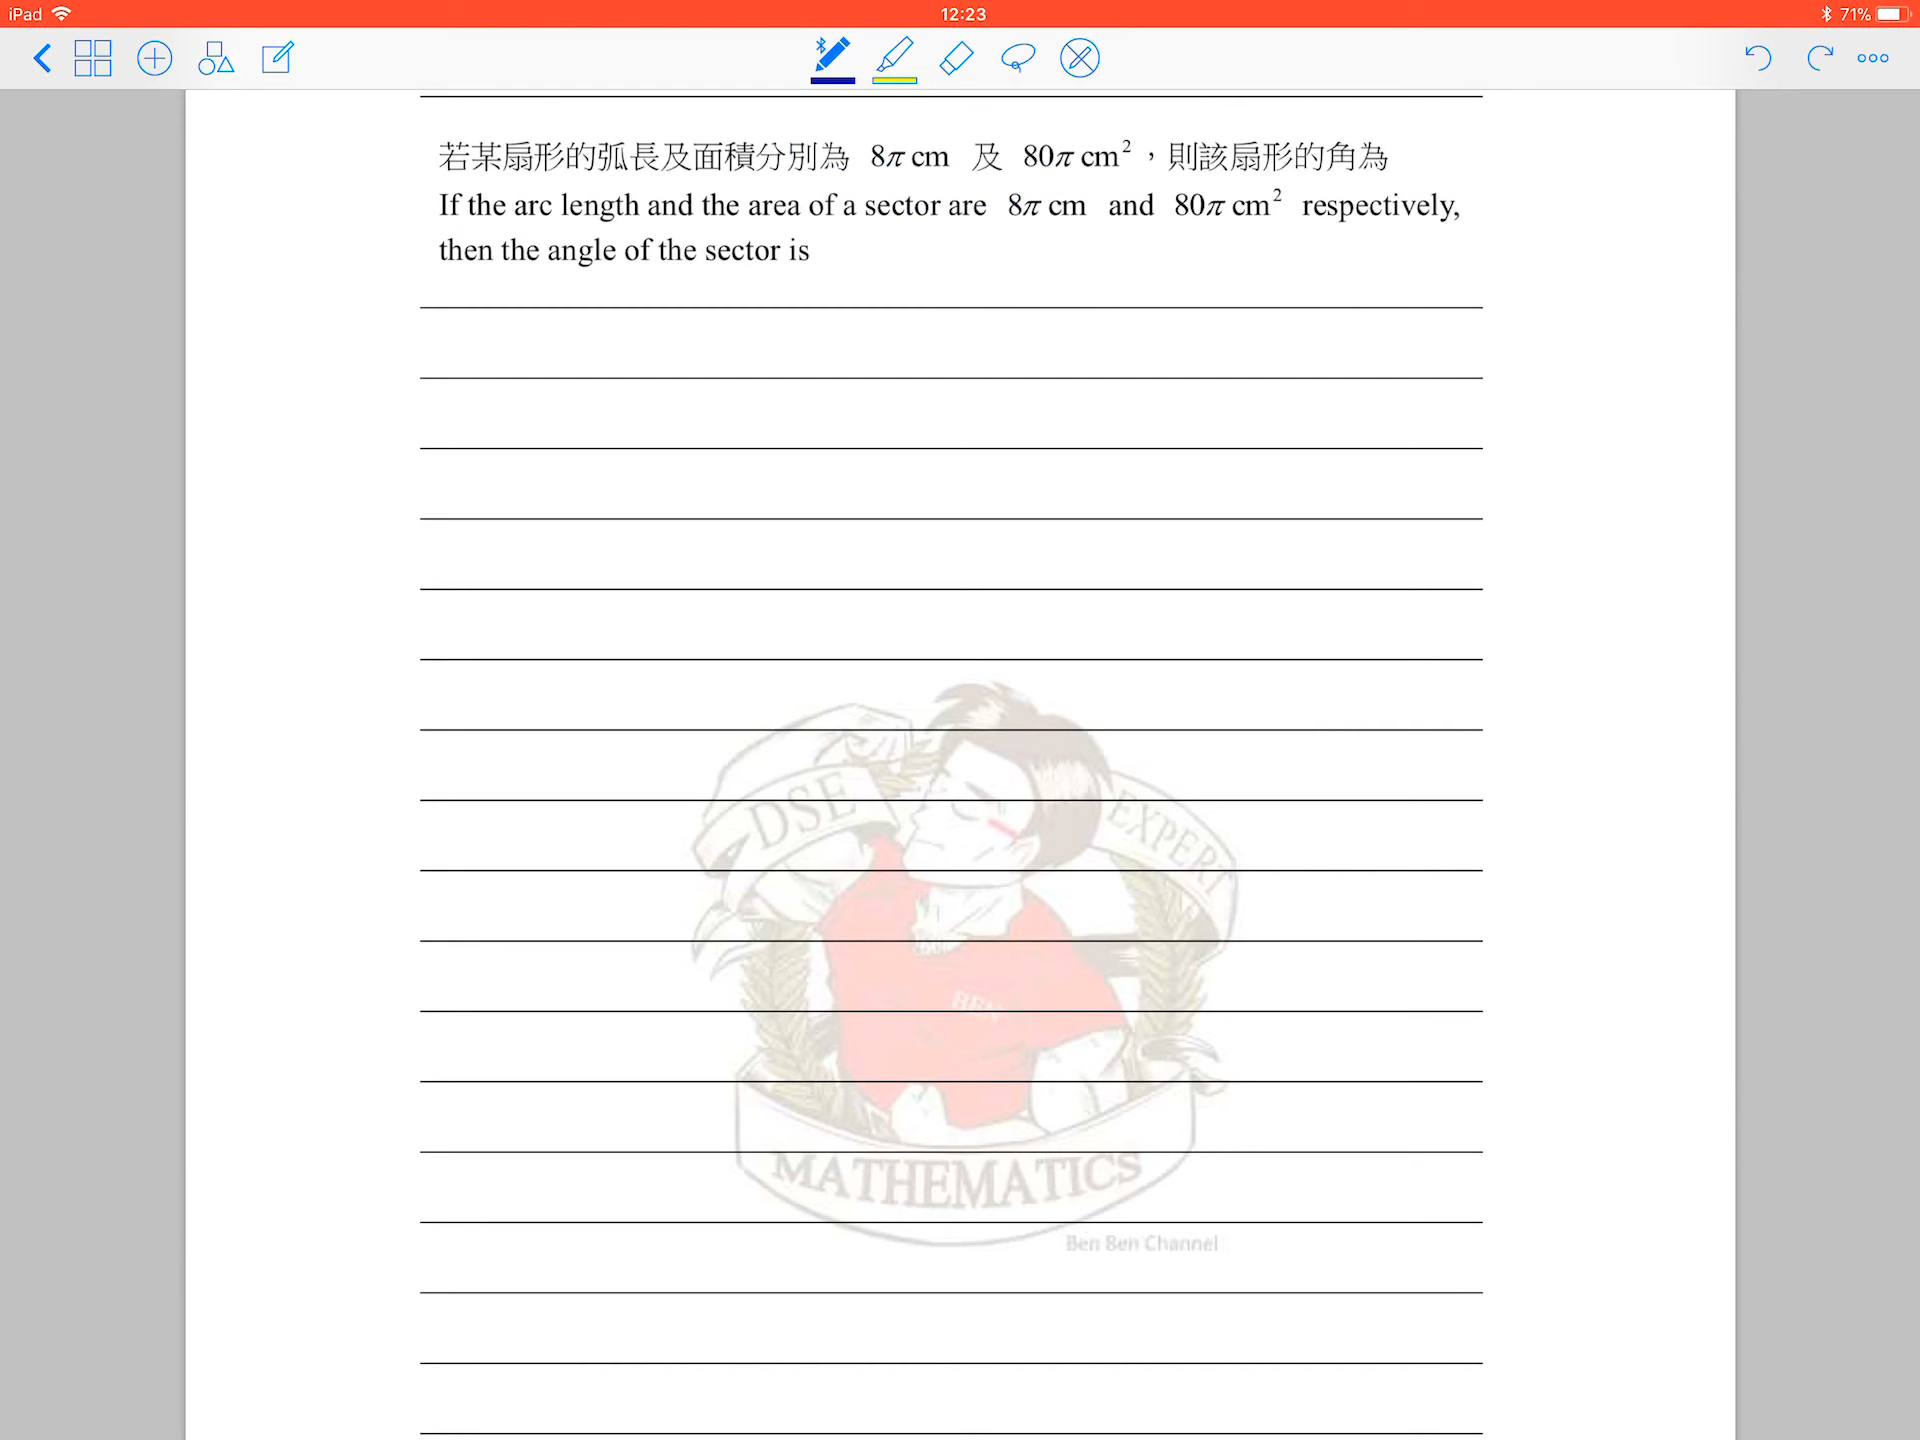 iPad
12:23
71%
若某扇形的弧長及面積分別為 8π cm 及 80π cm²，則該扇形的角為
If the arc length and the area of a sector are 8π cm and 80π cm² respectively,
then the angle of the sector is
DSE
EXPERT
BEN
MATHEMATICS
Ben Ben Channel